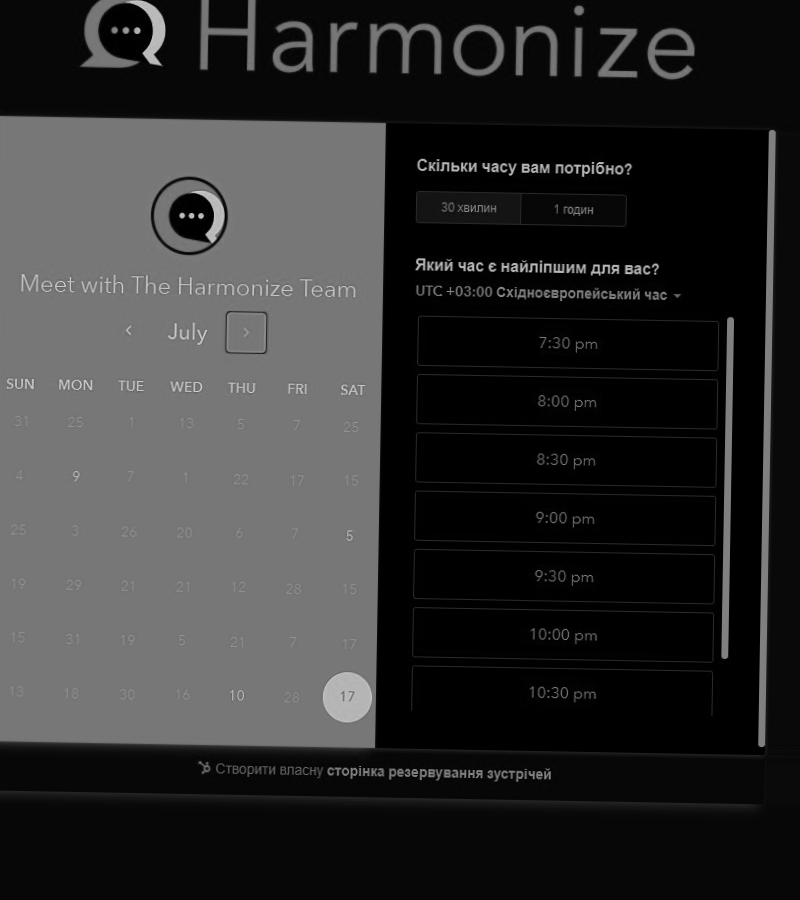 Harmonize
Meet with The Harmonize Team
July
SUN MON TUE WED THU FRI SAT
31 25 1 13 5 7 25
4 9 7 1 22 17 15
25 3 26 20 6 7 5
19 29 21 21 12 28 15
15 31 19 5 21 7 17
13 18 30 16 10 28 17
Скільки часу вам потрібно?
30 хвилин 1 годин
Який час є найліпшим для вас?
UTC +03:00 Східноєвропейський час
7:30 pm
8:00 pm
8:30 pm
9:00 pm
9:30 pm
10:00 pm
10:30 pm
Створити власну сторінка резервування зустрічей